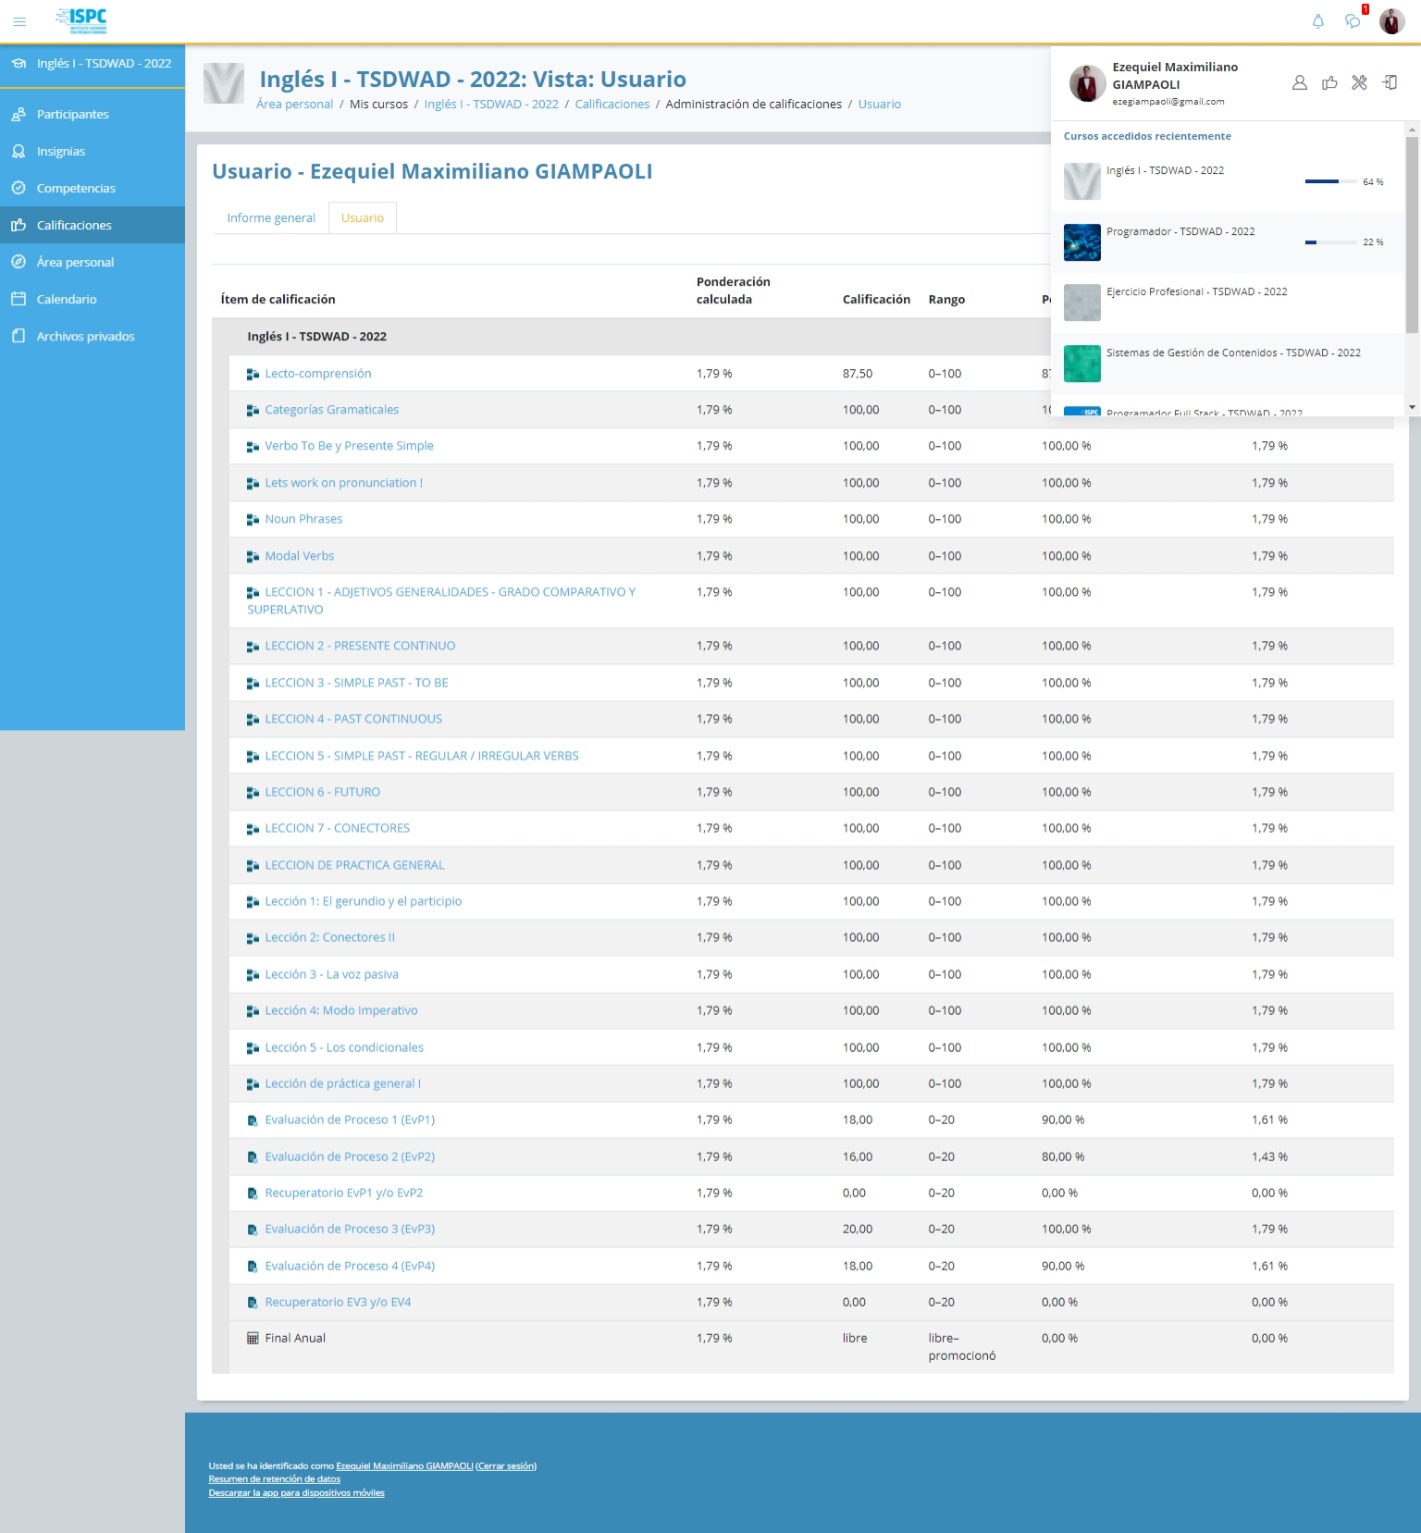 ISPC
INSTITUTO SUPERIOR
POLITÉCNICO CÓRDOBA
1
Inglés I - TSDWAD - 2022
Participantes
Insignias
Competencias
Calificaciones
Área personal
Calendario
Archivos privados
Inglés I - TSDWAD - 2022: Vista: Usuario
Área personal / Mis cursos / Inglés I - TSDWAD - 2022 / Calificaciones / Administración de calificaciones / Usuario
Ezequiel Maximiliano
GIAMPAOLI
ezegiampaoli@gmail.com
Cursos accedidos recientemente
Inglés I - TSDWAD - 2022 64 %
Programador - TSDWAD - 2022 22 %
Ejercicio Profesional - TSDWAD - 2022
Sistemas de Gestión de Contenidos - TSDWAD - 2022
ISPC Programador Full Stack - TSDWAD - 2022
Usuario - Ezequiel Maximiliano GIAMPAOLI
Informe general Usuario
Ítem de calificación Ponderación calculada Calificación Rango
Inglés I - TSDWAD - 2022
Lecto-comprensión 1,79 % 87,50 0–100
Categorías Gramaticales 1,79 % 100,00 0–100
Verbo To Be y Presente Simple 1,79 % 100,00 0–100 100,00 % 1,79 %
Lets work on pronunciation ! 1,79 % 100,00 0–100 100,00 % 1,79 %
Noun Phrases 1,79 % 100,00 0–100 100,00 % 1,79 %
Modal Verbs 1,79 % 100,00 0–100 100,00 % 1,79 %
LECCION 1 - ADJETIVOS GENERALIDADES - GRADO COMPARATIVO Y 1,79 % 100,00 0–100 100,00 % 1,79 %
SUPERLATIVO
LECCION 2 - PRESENTE CONTINUO 1,79 % 100,00 0–100 100,00 % 1,79 %
LECCION 3 - SIMPLE PAST - TO BE 1,79 % 100,00 0–100 100,00 % 1,79 %
LECCION 4 - PAST CONTINUOUS 1,79 % 100,00 0–100 100,00 % 1,79 %
LECCION 5 - SIMPLE PAST - REGULAR / IRREGULAR VERBS 1,79 % 100,00 0–100 100,00 % 1,79 %
LECCION 6 - FUTURO 1,79 % 100,00 0–100 100,00 % 1,79 %
LECCION 7 - CONECTORES 1,79 % 100,00 0–100 100,00 % 1,79 %
LECCION DE PRACTICA GENERAL 1,79 % 100,00 0–100 100,00 % 1,79 %
Lección 1: El gerundio y el participio 1,79 % 100,00 0–100 100,00 % 1,79 %
Lección 2: Conectores II 1,79 % 100,00 0–100 100,00 % 1,79 %
Lección 3 - La voz pasiva 1,79 % 100,00 0–100 100,00 % 1,79 %
Lección 4: Modo Imperativo 1,79 % 100,00 0–100 100,00 % 1,79 %
Lección 5 - Los condicionales 1,79 % 100,00 0–100 100,00 % 1,79 %
Lección de práctica general I 1,79 % 100,00 0–100 100,00 % 1,79 %
Evaluación de Proceso 1 (EvP1) 1,79 % 18,00 0–20 90,00 % 1,61 %
Evaluación de Proceso 2 (EvP2) 1,79 % 16,00 0–20 80,00 % 1,43 %
Recuperatorio EvP1 y/o EvP2 1,79 % 0,00 0–20 0,00 % 0,00 %
Evaluación de Proceso 3 (EvP3) 1,79 % 20,00 0–20 100,00 % 1,79 %
Evaluación de Proceso 4 (EvP4) 1,79 % 18,00 0–20 90,00 % 1,61 %
Recuperatorio EV3 y/o EV4 1,79 % 0,00 0–20 0,00 % 0,00 %
Final Anual 1,79 % libre libre– 0,00 % 0,00 %
promocionó
Usted se ha identificado como Ezequiel Maximiliano GIAMPAOLI (Cerrar sesión)
Resumen de retención de datos
Descargar la app para dispositivos móviles